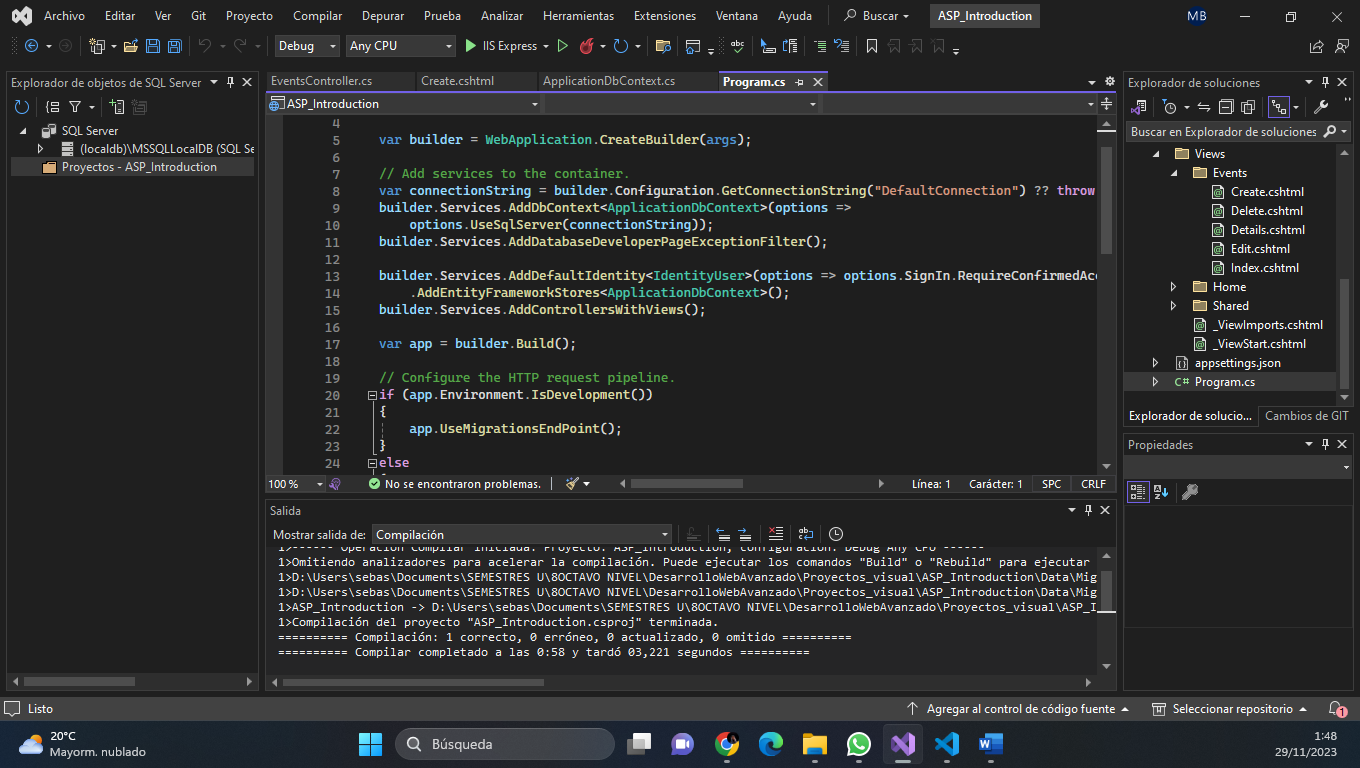 Archivo Editar Ver Git Proyecto Compilar Depurar Prueba Analizar Herramientas Extensiones Ventana Ayuda Buscar ASP_Introduction MB
Debug Any CPU IIS Express
Explorador de objetos de SQL Server
SQL Server
(localdb)\MSSQLLocalDB (SQL Se
Proyectos - ASP_Introduction
EventsController.cs Create.cshtml ApplicationDbContext.cs Program.cs
ASP_Introduction
4
5 var builder = WebApplication.CreateBuilder(args);
6
7 // Add services to the container.
8 var connectionString = builder.Configuration.GetConnectionString("DefaultConnection") ?? throw
9 builder.Services.AddDbContext<ApplicationDbContext>(options =>
10 options.UseSqlServer(connectionString));
11 builder.Services.AddDatabaseDeveloperPageExceptionFilter();
12
13 builder.Services.AddDefaultIdentity<IdentityUser>(options => options.SignIn.RequireConfirmedAcc
14 .AddEntityFrameworkStores<ApplicationDbContext>();
15 builder.Services.AddControllersWithViews();
16
17 var app = builder.Build();
18
19 // Configure the HTTP request pipeline.
20 if (app.Environment.IsDevelopment())
21 {
22 app.UseMigrationsEndPoint();
23 }
24 else
100 % No se encontraron problemas. Línea: 1 Carácter: 1 SPC CRLF
Salida
Mostrar salida de: Compilación
1>------ Operación Compilar iniciada: Proyecto: ASP_Introduction, configuración: Debug Any CPU ------
1>Omitiendo analizadores para acelerar la compilación. Puede ejecutar los comandos "Build" o "Rebuild" para ejecutar
1>D:\Users\sebas\Documents\SEMESTRES U\8OCTAVO NIVEL\DesarrolloWebAvanzado\Proyectos_visual\ASP_Introduction\Data\Mig
1>D:\Users\sebas\Documents\SEMESTRES U\8OCTAVO NIVEL\DesarrolloWebAvanzado\Proyectos_visual\ASP_Introduction\Data\Mig
1>ASP_Introduction -> D:\Users\sebas\Documents\SEMESTRES U\8OCTAVO NIVEL\DesarrolloWebAvanzado\Proyectos_visual\ASP_I
1>Compilación del proyecto "ASP_Introduction.csproj" terminada.
========== Compilación: 1 correcto, 0 erróneo, 0 actualizado, 0 omitido ==========
========== Compilar completado a las 0:58 y tardó 03,221 segundos ==========
Explorador de soluciones
Buscar en Explorador de soluciones
Views
Events
Create.cshtml
Delete.cshtml
Details.cshtml
Edit.cshtml
Index.cshtml
Home
Shared
_ViewImports.cshtml
_ViewStart.cshtml
appsettings.json
C# Program.cs
Explorador de solucio... Cambios de GIT
Propiedades
Listo Agregar al control de código fuente Seleccionar repositorio 1
20°C
Mayorm. nublado
Búsqueda
1:48
29/11/2023